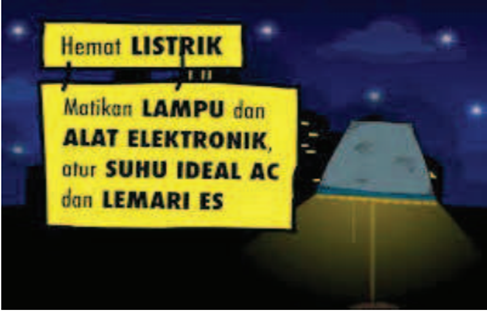 Hemat LISTRIK
Matikan LAMPU dan
ALAT ELEKTRONIK,
atur SUHU IDEAL AC
dan LEMARI ES